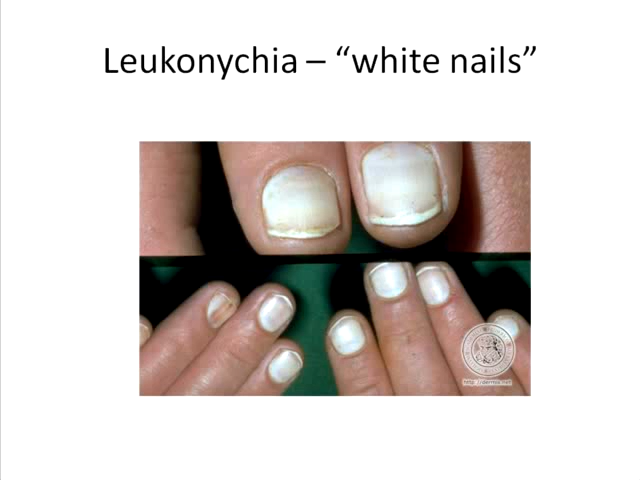 Leukonychia – “white nails”
http://dermis.net